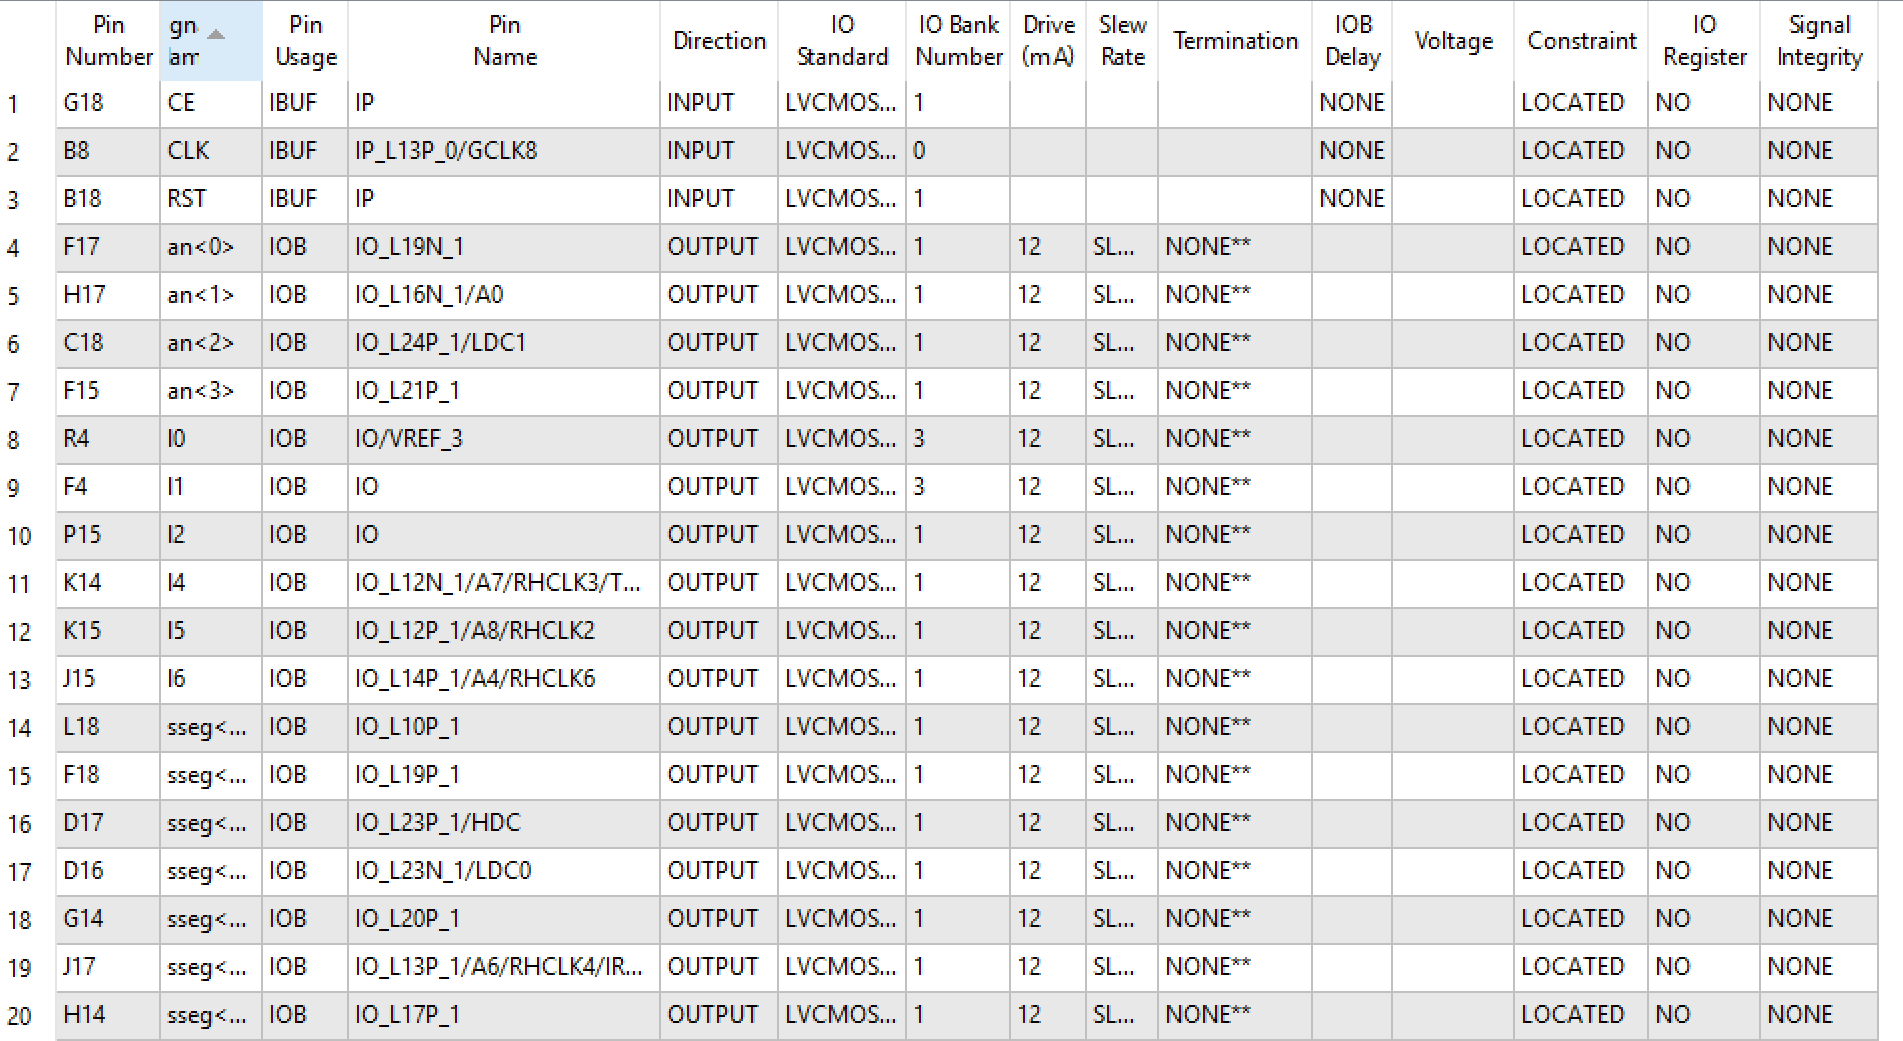 Pin Number gn am Pin Usage Pin Name Direction IO Standard IO Bank Number Drive (mA) Slew Rate Termination IOB Delay Voltage Constraint IO Register Signal Integrity
1 G18 CE IBUF IP INPUT LVCMOS... 1 NONE LOCATED NO NONE
2 B8 CLK IBUF IP_L13P_0/GCLK8 INPUT LVCMOS... 0 NONE LOCATED NO NONE
3 B18 RST IBUF IP INPUT LVCMOS... 1 NONE LOCATED NO NONE
4 F17 an<0> IOB IO_L19N_1 OUTPUT LVCMOS... 1 12 SL... NONE** LOCATED NO NONE
5 H17 an<1> IOB IO_L16N_1/A0 OUTPUT LVCMOS... 1 12 SL... NONE** LOCATED NO NONE
6 C18 an<2> IOB IO_L24P_1/LDC1 OUTPUT LVCMOS... 1 12 SL... NONE** LOCATED NO NONE
7 F15 an<3> IOB IO_L21P_1 OUTPUT LVCMOS... 1 12 SL... NONE** LOCATED NO NONE
8 R4 l0 IOB IO/VREF_3 OUTPUT LVCMOS... 3 12 SL... NONE** LOCATED NO NONE
9 F4 l1 IOB IO OUTPUT LVCMOS... 3 12 SL... NONE** LOCATED NO NONE
10 P15 l2 IOB IO OUTPUT LVCMOS... 1 12 SL... NONE** LOCATED NO NONE
11 K14 l4 IOB IO_L12N_1/A7/RHCLK3/T... OUTPUT LVCMOS... 1 12 SL... NONE** LOCATED NO NONE
12 K15 l5 IOB IO_L12P_1/A8/RHCLK2 OUTPUT LVCMOS... 1 12 SL... NONE** LOCATED NO NONE
13 J15 l6 IOB IO_L14P_1/A4/RHCLK6 OUTPUT LVCMOS... 1 12 SL... NONE** LOCATED NO NONE
14 L18 sseg<... IOB IO_L10P_1 OUTPUT LVCMOS... 1 12 SL... NONE** LOCATED NO NONE
15 F18 sseg<... IOB IO_L19P_1 OUTPUT LVCMOS... 1 12 SL... NONE** LOCATED NO NONE
16 D17 sseg<... IOB IO_L23P_1/HDC OUTPUT LVCMOS... 1 12 SL... NONE** LOCATED NO NONE
17 D16 sseg<... IOB IO_L23N_1/LDC0 OUTPUT LVCMOS... 1 12 SL... NONE** LOCATED NO NONE
18 G14 sseg<... IOB IO_L20P_1 OUTPUT LVCMOS... 1 12 SL... NONE** LOCATED NO NONE
19 J17 sseg<... IOB IO_L13P_1/A6/RHCLK4/IR... OUTPUT LVCMOS... 1 12 SL... NONE** LOCATED NO NONE
20 H14 sseg<... IOB IO_L17P_1 OUTPUT LVCMOS... 1 12 SL... NONE** LOCATED NO NONE